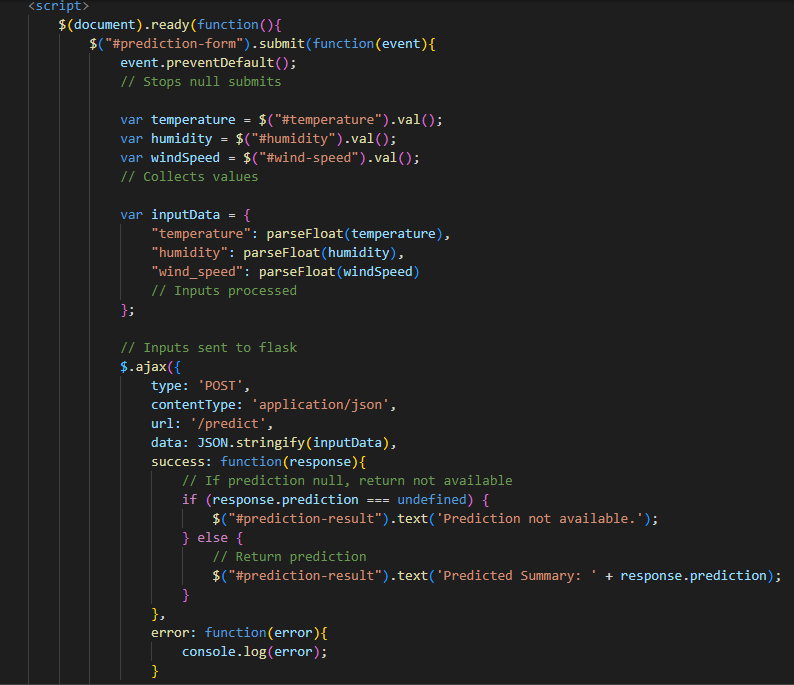 <script>
$(document).ready(function(){
$("#prediction-form").submit(function(event){
event.preventDefault();
// Stops null submits
var temperature = $("#temperature").val();
var humidity = $("#humidity").val();
var windSpeed = $("#wind-speed").val();
// Collects values
var inputData = {
"temperature": parseFloat(temperature),
"humidity": parseFloat(humidity),
"wind_speed": parseFloat(windSpeed)
// Inputs processed
};
// Inputs sent to flask
$.ajax({
type: 'POST',
contentType: 'application/json',
url: '/predict',
data: JSON.stringify(inputData),
success: function(response){
// If prediction null, return not available
if (response.prediction === undefined) {
$("#prediction-result").text('Prediction not available.');
} else {
// Return prediction
$("#prediction-result").text('Predicted Summary: ' + response.prediction);
}
},
error: function(error){
console.log(error);
}